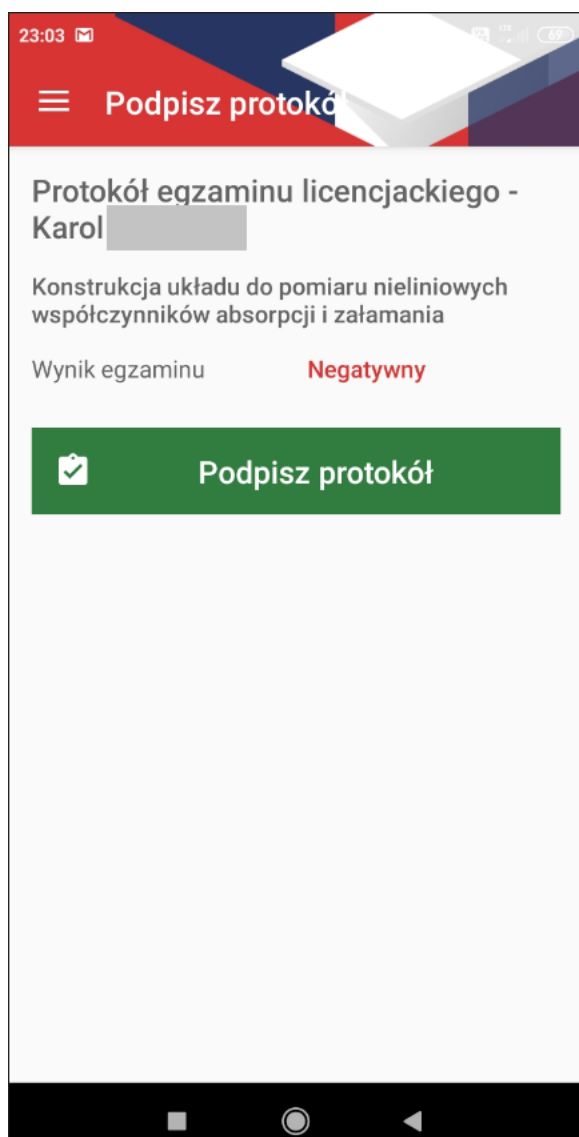 23:03
Podpisz protokół
Protokół egzaminu licencjackiego -
Karol
Konstrukcja układu do pomiaru nieliniowych
współczynników absorpcji i załamania
Wynik egzaminu Negatywny
Podpisz protokół